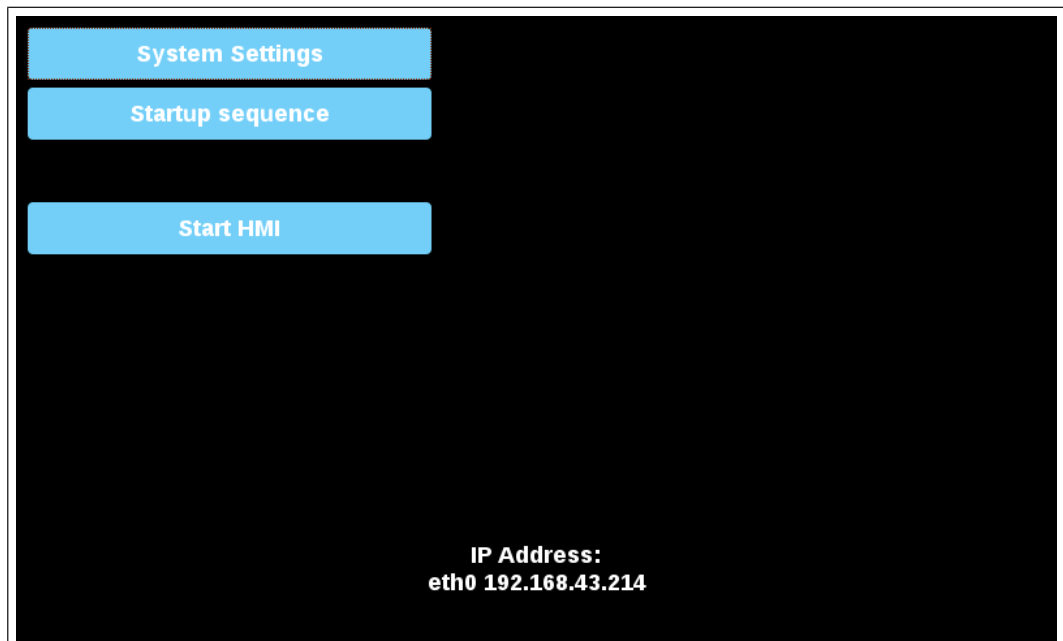 System Settings
Startup sequence
Start HMI
IP Address:
eth0 192.168.43.214